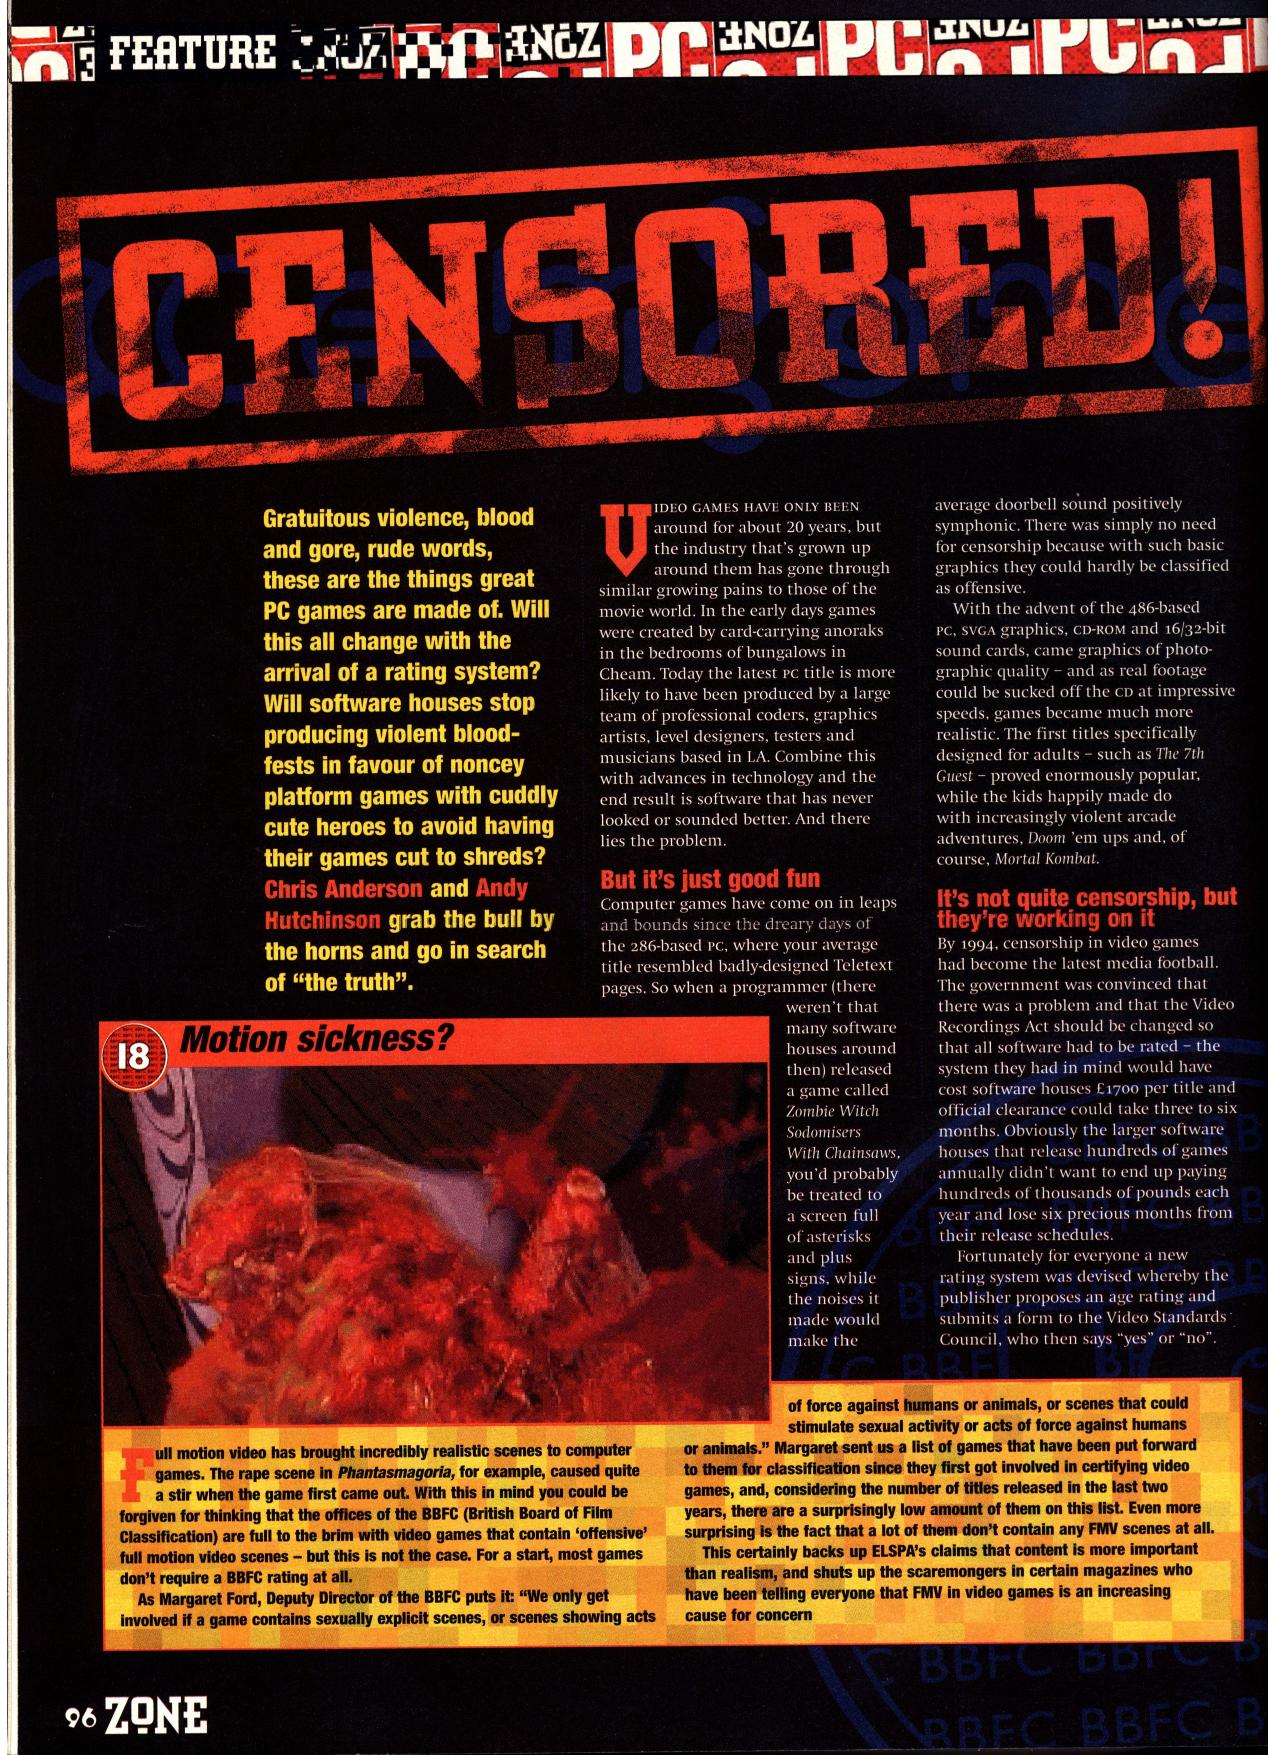 FEATURE
CENSORED!
Gratuitous violence, blood
and gore, rude words,
these are the things great
PC games are made of. Will
this all change with the
arrival of a rating system?
Will software houses stop
producing violent blood-
fests in favour of noncey
platform games with cuddly
cute heroes to avoid having
their games cut to shreds?
Chris Anderson and Andy
Hutchinson grab the bull by
the horns and go in search
of “the truth”.
VIDEO GAMES HAVE ONLY BEEN
around for about 20 years, but
the industry that’s grown up
around them has gone through
similar growing pains to those of the
movie world. In the early days games
were created by card-carrying anoraks
in the bedrooms of bungalows in
Cheam. Today the latest PC title is more
likely to have been produced by a large
team of professional coders, graphics
artists, level designers, testers and
musicians based in LA. Combine this
with advances in technology and the
end result is software that has never
looked or sounded better. And there
lies the problem.
But it’s just good fun
Computer games have come on in leaps
and bounds since the dreary days of
the 286-based PC, where your average
title resembled badly-designed Teletext
pages. So when a programmer (there
weren’t that
many software
houses around
then) released
a game called
Zombie Witch
Sodomisers
With Chainsaws,
you’d probably
be treated to
a screen full
of asterisks
and plus
signs, while
the noises it
made would
make the
average doorbell sound positively
symphonic. There was simply no need
for censorship because with such basic
graphics they could hardly be classified
as offensive.
With the advent of the 486-based
PC, SVGA graphics, CD-ROM and 16/32-bit
sound cards, came graphics of photo-
graphic quality – and as real footage
could be sucked off the CD at impressive
speeds, games became much more
realistic. The first titles specifically
designed for adults – such as The 7th
Guest – proved enormously popular,
while the kids happily made do
with increasingly violent arcade
adventures, Doom ’em ups and, of
course, Mortal Kombat.
It’s not quite censorship, but
they’re working on it
By 1994, censorship in video games
had become the latest media football.
The government was convinced that
there was a problem and that the Video
Recordings Act should be changed so
that all software had to be rated – the
system they had in mind would have
cost software houses £1700 per title and
official clearance could take three to six
months. Obviously the larger software
houses that release hundreds of games
annually didn’t want to end up paying
hundreds of thousands of pounds each
year and lose six precious months from
their release schedules.
Fortunately for everyone a new
rating system was devised whereby the
publisher proposes an age rating and
submits a form to the Video Standards
Council, who then says “yes” or “no”.
18
Motion sickness?
Full motion video has brought incredibly realistic scenes to computer
games. The rape scene in Phantasmagoria, for example, caused quite
a stir when the game first came out. With this in mind you could be
forgiven for thinking that the offices of the BBFC (British Board of Film
Classification) are full to the brim with video games that contain ‘offensive’
full motion video scenes – but this is not the case. For a start, most games
don’t require a BBFC rating at all.
As Margaret Ford, Deputy Director of the BBFC puts it: “We only get
involved if a game contains sexually explicit scenes, or scenes showing acts
of force against humans or animals, or scenes that could
stimulate sexual activity or acts of force against humans
or animals.” Margaret sent us a list of games that have been put forward
to them for classification since they first got involved in certifying video
games, and, considering the number of titles released in the last two
years, there are a surprisingly low amount of them on this list. Even more
surprising is the fact that a lot of them don’t contain any FMV scenes at all.
This certainly backs up ELSPA’s claims that content is more important
than realism, and shuts up the scaremongers in certain magazines who
have been telling everyone that FMV in video games is an increasing
cause for concern
96 ZONE